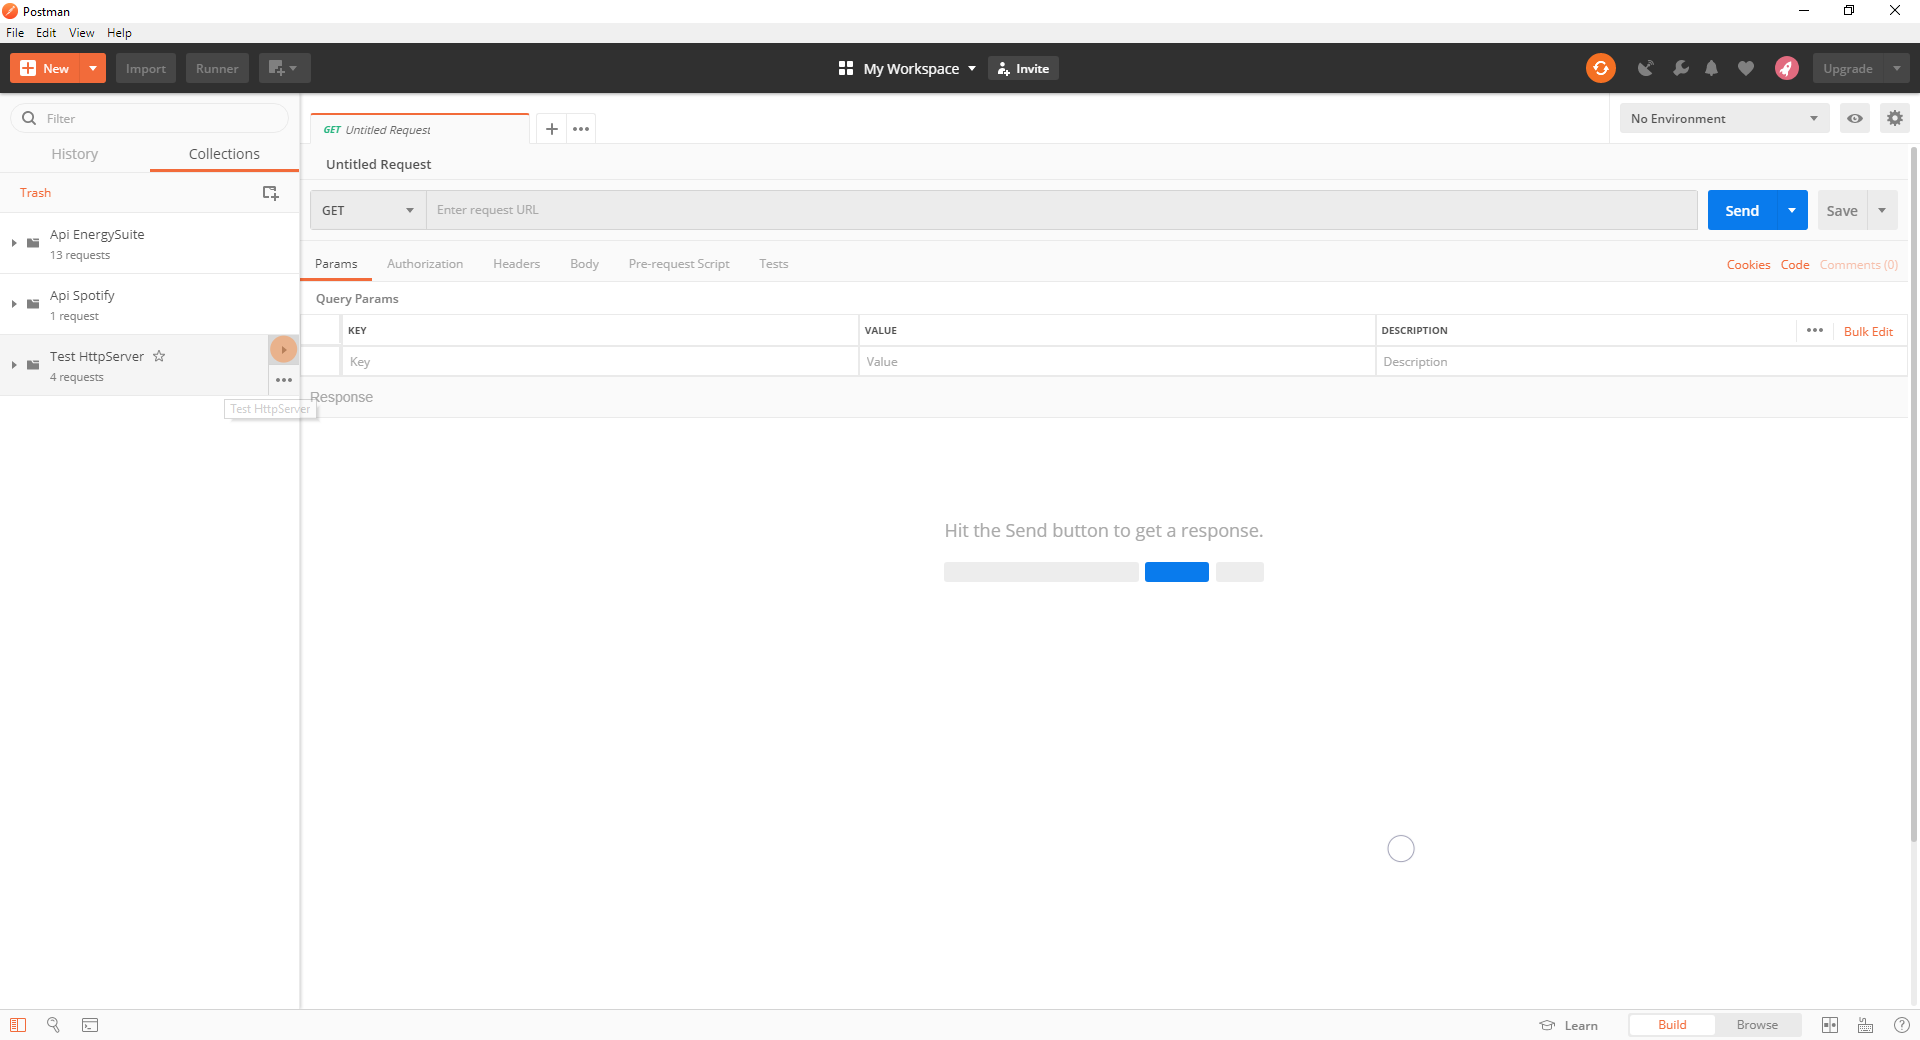 Postman
File Edit View Help
New Import Runner My Workspace Invite Upgrade
Filter
History Collections
Trash
Api EnergySuite
13 requests
Api Spotify
1 request
Test HttpServer
4 requests
Test HttpServer
GET Untitled Request
No Environment
Untitled Request
GET Enter request URL Send Save
Params Authorization Headers Body Pre-request Script Tests Cookies Code Comments (0)
Query Params
KEY VALUE DESCRIPTION Bulk Edit
Key Value Description
Response
Hit the Send button to get a response.
Learn Build Browse